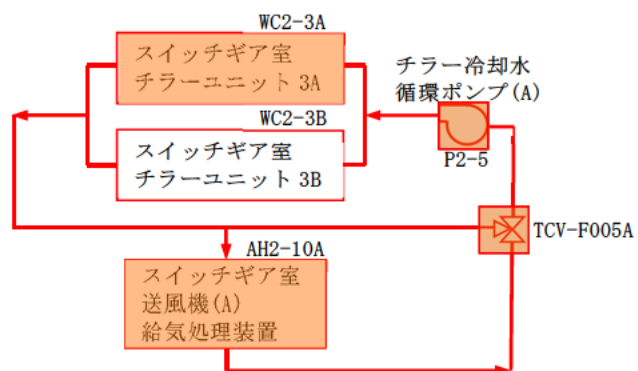 WC2-3A
スイッチギア室
チラーユニット 3A
チラー冷却水
循環ポンプ(A)
WC2-3B
スイッチギア室
チラーユニット 3B
P2-5
TCV-F005A
AH2-10A
スイッチギア室
送風機(A)
給気処理装置